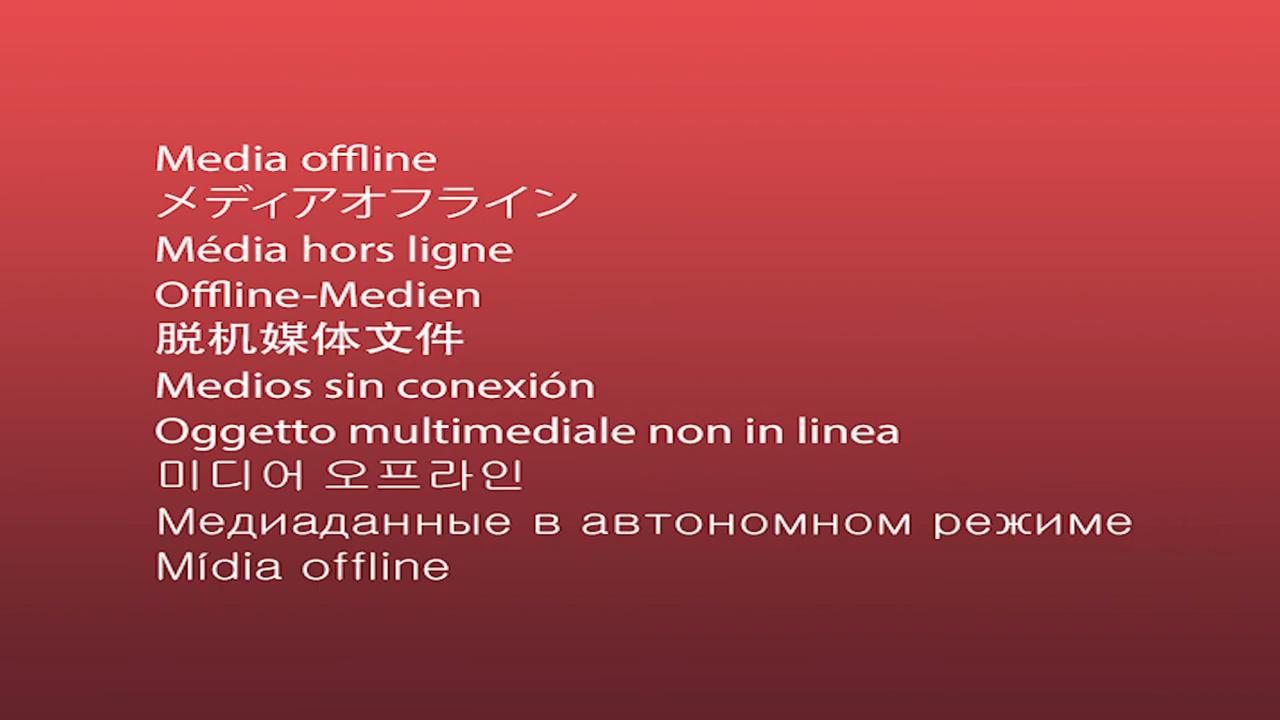 Media offline
メディアオフライン
Média hors ligne
Offline-Medien
脱机媒体文件
Medios sin conexión
Oggetto multimediale non in linea
미디어 오프라인
Медиаданные в автономном режиме
Mídia offline